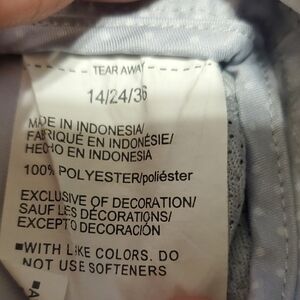 TEAR AWAY
14/24/36
MADE IN INDONESIA/
FABRIQUÉ EN INDONÉSIE/
HECHO EN INDONESIA
100% POLYESTER/poliéster
EXCLUSIVE OF DECORATION/
SAUF LES DÉCORATIONS/
EXCEPTO DECORACIÓN
■WITH LIKE COLORS. DO
NOT USE SOFTENERS